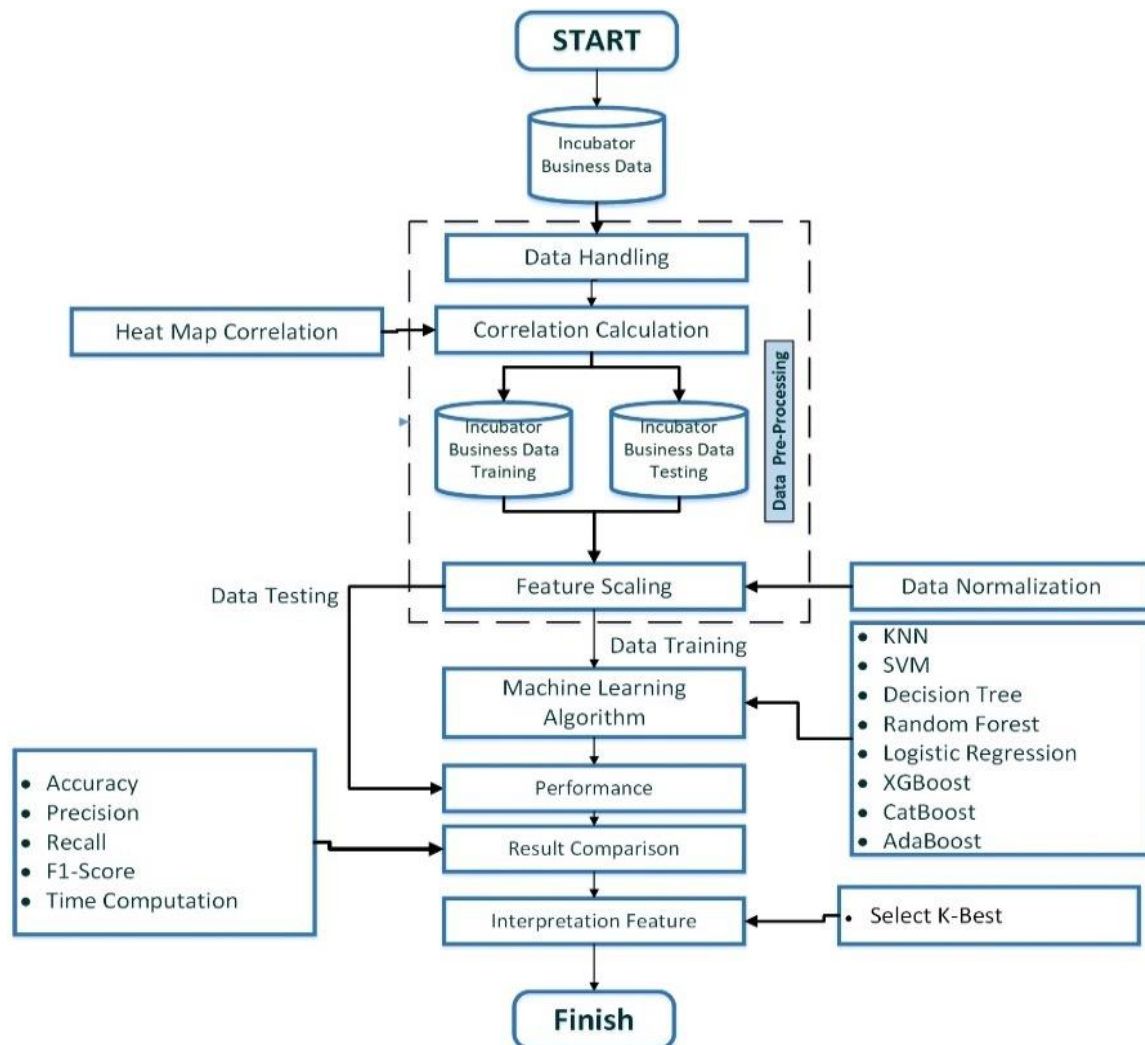 START
Incubator
Business Data
Data Handling
Heat Map Correlation
Correlation Calculation
Data Pre-Processing
Incubator
Business Data
Training
Incubator
Business Data
Testing
Feature Scaling
Data Normalization
Data Testing
Data Training
Machine Learning
Algorithm
• KNN
• SVM
• Decision Tree
• Random Forest
• Logistic Regression
• XGBoost
• CatBoost
• AdaBoost
• Accuracy
• Precision
• Recall
• F1-Score
• Time Computation
Performance
Result Comparison
Interpretation Feature
• Select K-Best
Finish